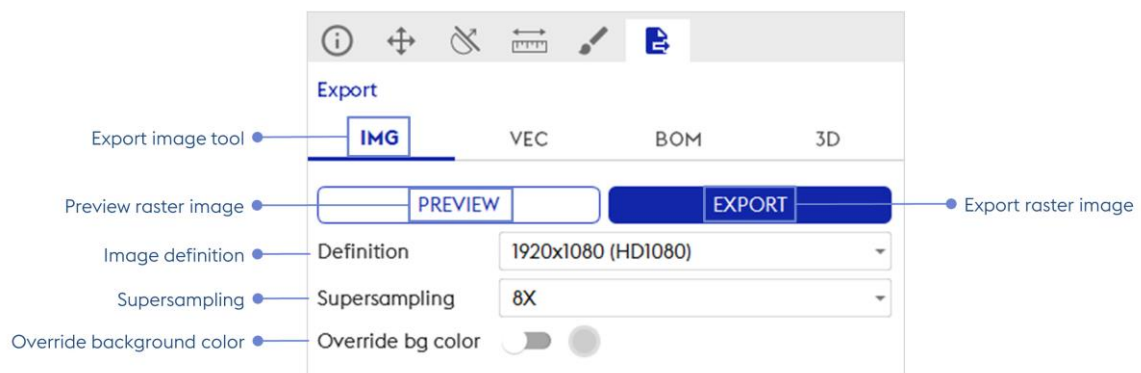 Export
Export image tool
IMG
VEC
BOM
3D
Preview raster image
PREVIEW
EXPORT
Export raster image
Image definition
Definition
1920x1080 (HD1080)
Supersampling
Supersampling
8X
Override background color
Override bg color